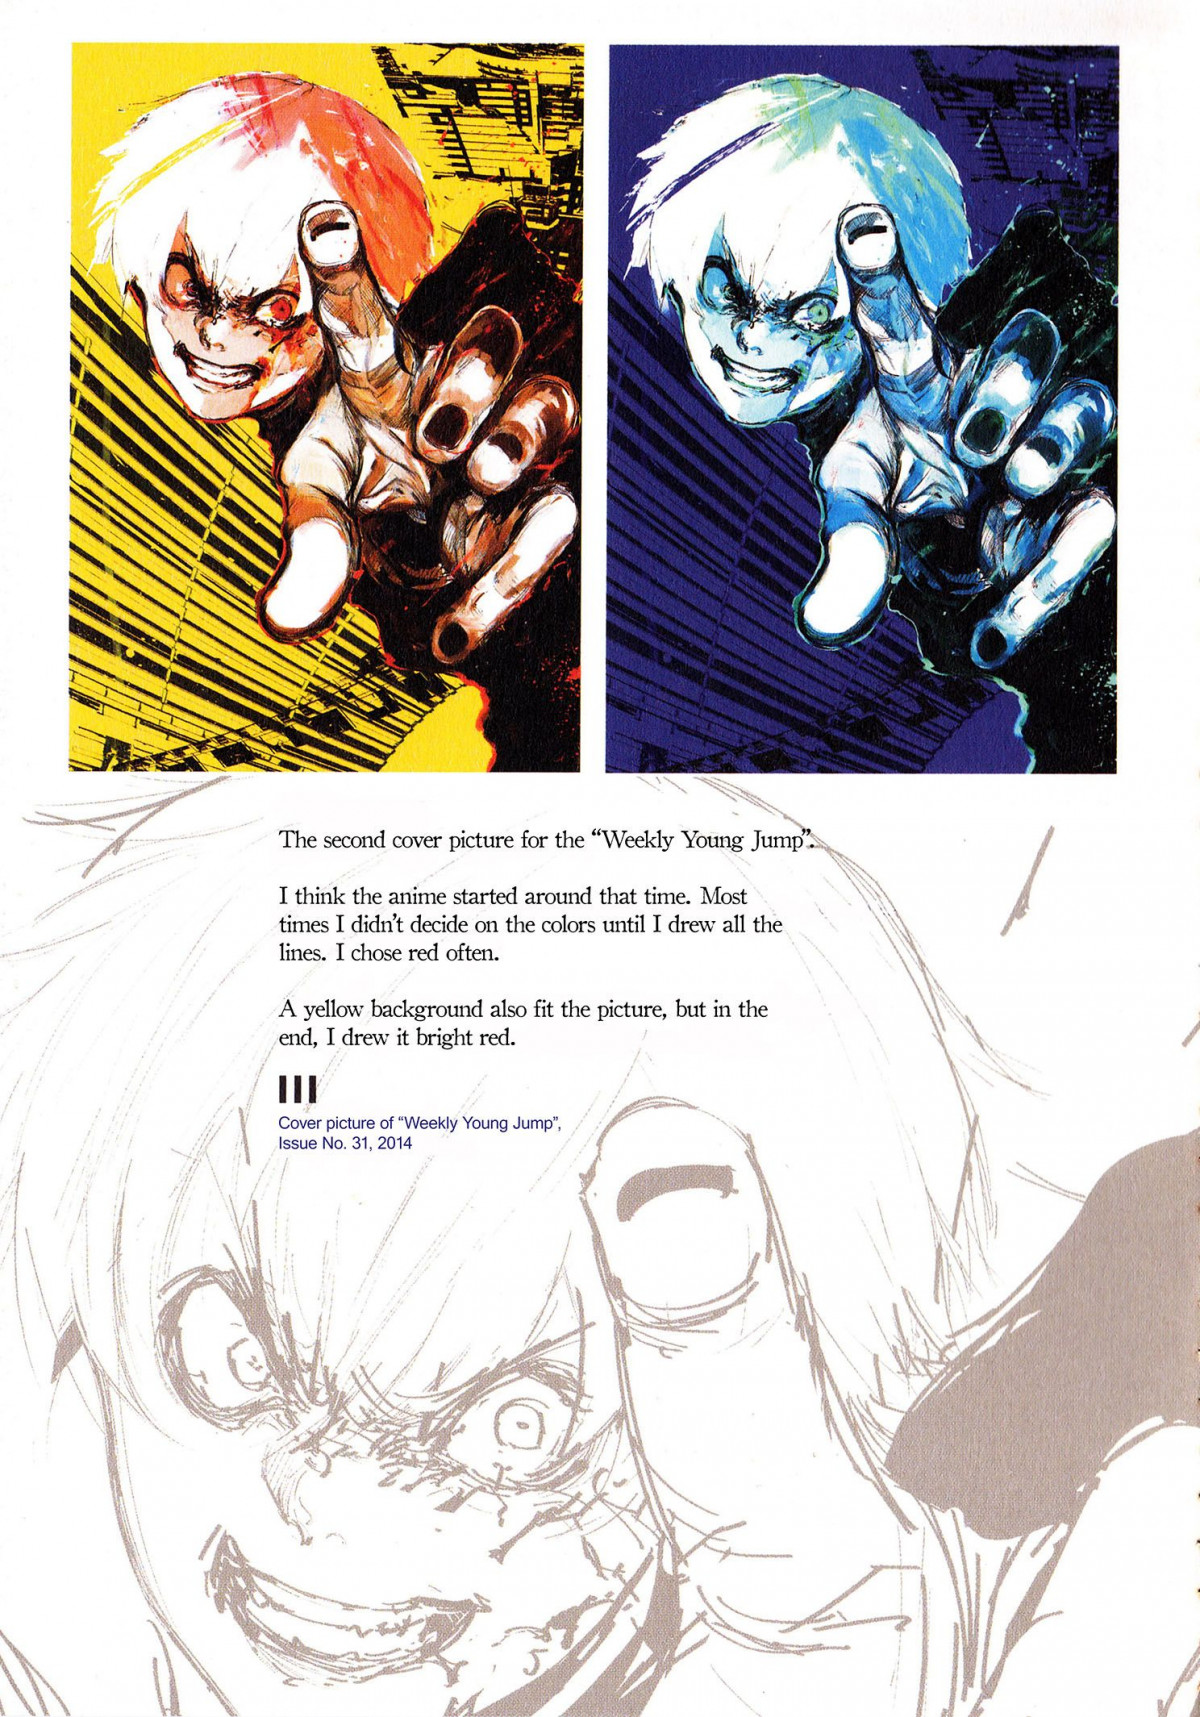 The second cover picture for the “Weekly Young Jump”.
I think the anime started around that time. Most
times I didn’t decide on the colors until I drew all the
lines. I chose red often.
A yellow background also fit the picture, but in the
end, I drew it bright red.
III
Cover picture of “Weekly Young Jump”,
Issue No. 31, 2014